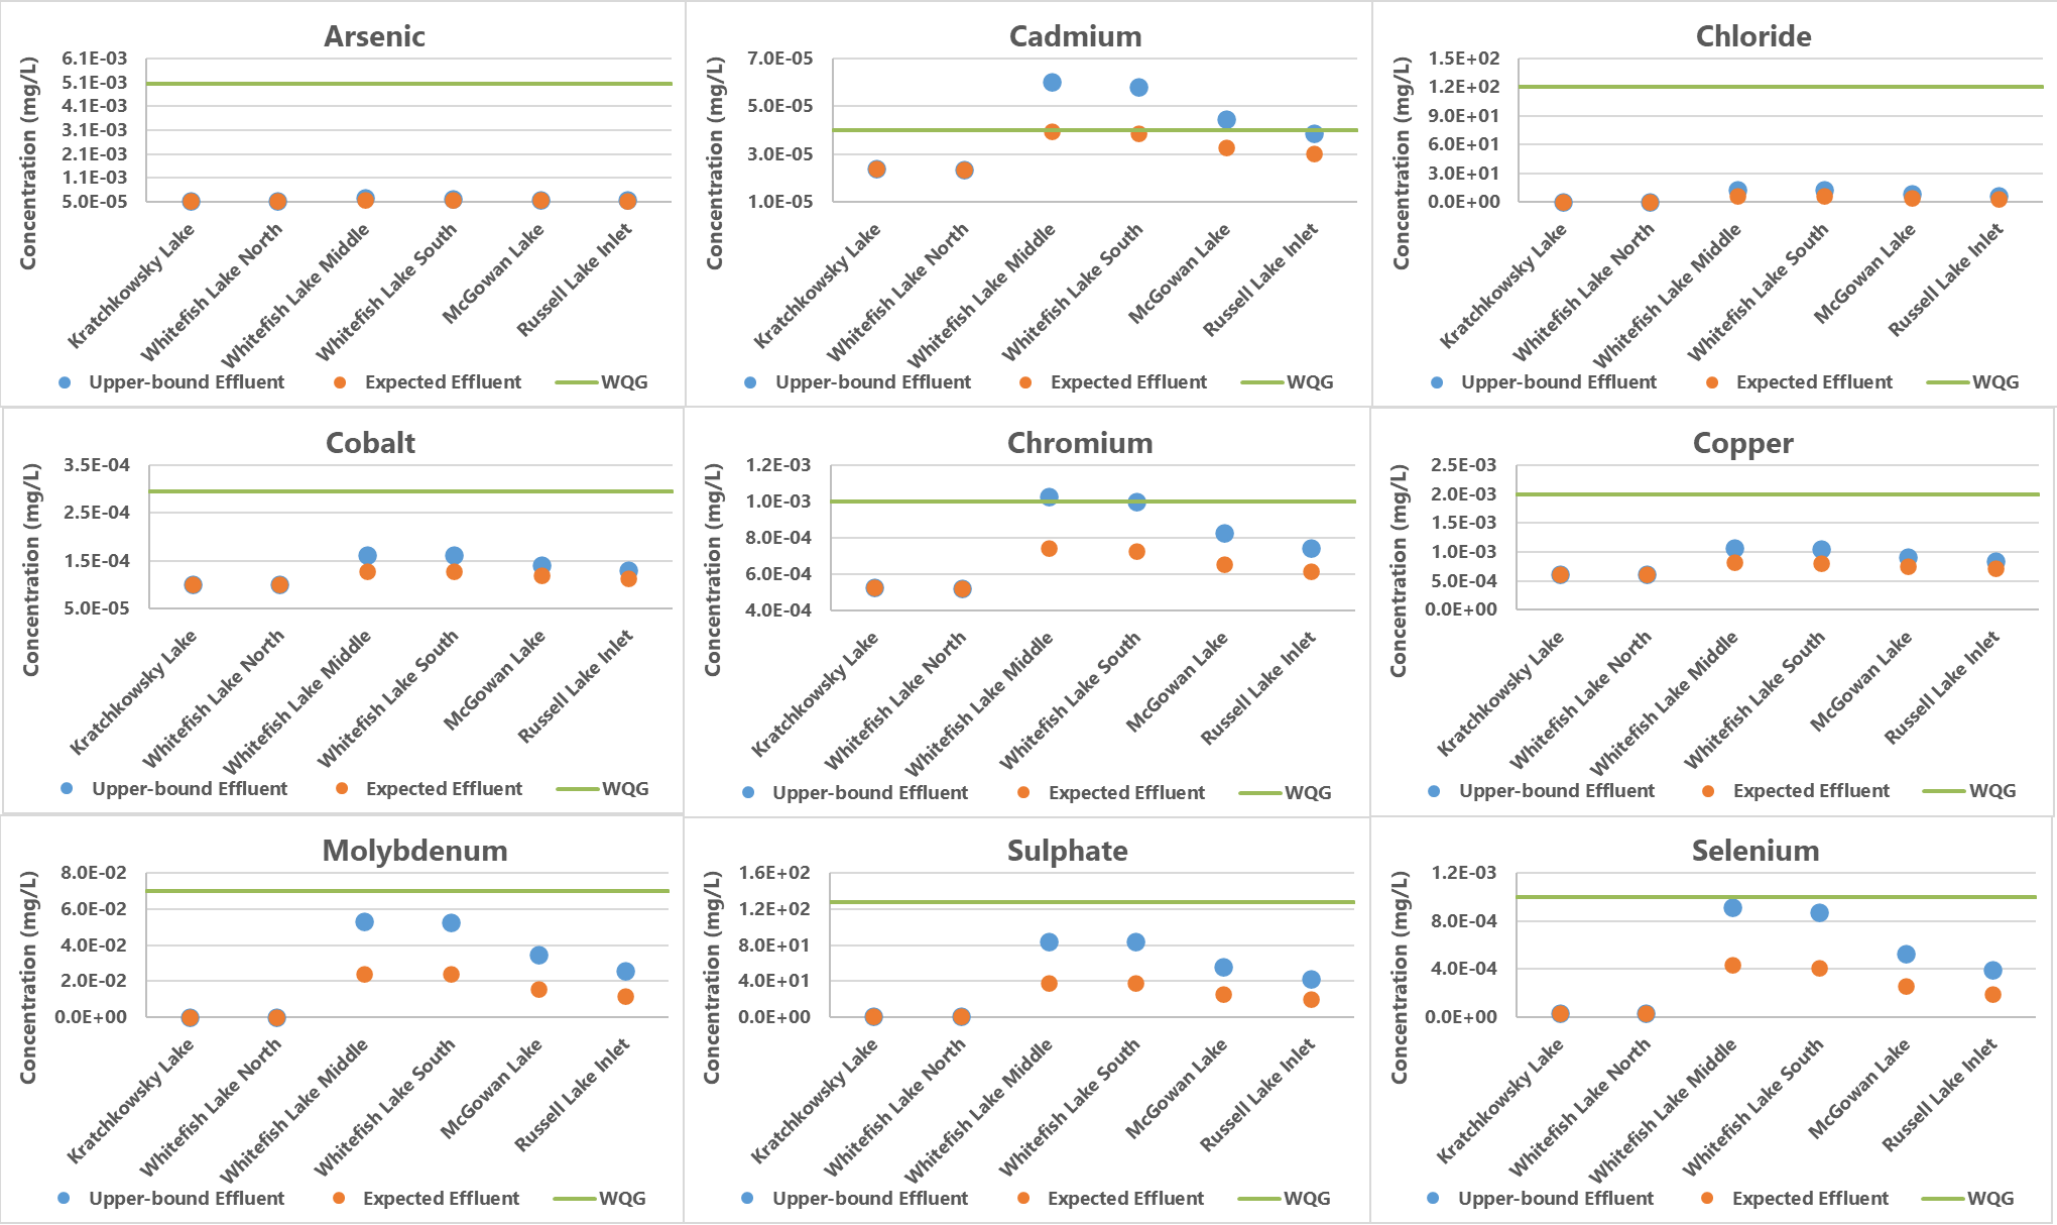 Arsenic
Concentration (mg/L)
6.1E-03
5.1E-03
4.1E-03
3.1E-03
2.1E-03
1.1E-03
5.0E-05
Kratchkowsky Lake
Whitefish Lake North
Whitefish Lake Middle
Whitefish Lake South
McGowan Lake
Russell Lake Inlet
Upper-bound Effluent Expected Effluent WQG
Cadmium
Concentration (mg/L)
7.0E-05
5.0E-05
3.0E-05
1.0E-05
Kratchkowsky Lake
Whitefish Lake North
Whitefish Lake Middle
Whitefish Lake South
McGowan Lake
Russell Lake Inlet
Upper-bound Effluent Expected Effluent WQG
Chloride
Concentration (mg/L)
1.5E+02
1.2E+02
9.0E+01
6.0E+01
3.0E+01
0.0E+00
Kratchkowsky Lake
Whitefish Lake North
Whitefish Lake Middle
Whitefish Lake South
McGowan Lake
Russell Lake Inlet
Upper-bound Effluent Expected Effluent WQG
Cobalt
Concentration (mg/L)
3.5E-04
2.5E-04
1.5E-04
5.0E-05
Kratchkowsky Lake
Whitefish Lake North
Whitefish Lake Middle
Whitefish Lake South
McGowan Lake
Russell Lake Inlet
Upper-bound Effluent Expected Effluent WQG
Chromium
Concentration (mg/L)
1.2E-03
1.0E-03
8.0E-04
6.0E-04
4.0E-04
Kratchkowsky Lake
Whitefish Lake North
Whitefish Lake Middle
Whitefish Lake South
McGowan Lake
Russell Lake Inlet
Upper-bound Effluent Expected Effluent WQG
Copper
Concentration (mg/L)
2.5E-03
2.0E-03
1.5E-03
1.0E-03
5.0E-04
0.0E+00
Kratchkowsky Lake
Whitefish Lake North
Whitefish Lake Middle
Whitefish Lake South
McGowan Lake
Russell Lake Inlet
Upper-bound Effluent Expected Effluent WQG
Molybdenum
Concentration (mg/L)
8.0E-02
6.0E-02
4.0E-02
2.0E-02
0.0E+00
Kratchkowsky Lake
Whitefish Lake North
Whitefish Lake Middle
Whitefish Lake South
McGowan Lake
Russell Lake Inlet
Upper-bound Effluent Expected Effluent WQG
Sulphate
Concentration (mg/L)
1.6E+02
1.2E+02
8.0E+01
4.0E+01
0.0E+00
Kratchkowsky Lake
Whitefish Lake North
Whitefish Lake Middle
Whitefish Lake South
McGowan Lake
Russell Lake Inlet
Upper-bound Effluent Expected Effluent WQG
Selenium
Concentration (mg/L)
1.2E-03
8.0E-04
4.0E-04
0.0E+00
Kratchkowsky Lake
Whitefish Lake North
Whitefish Lake Middle
Whitefish Lake South
McGowan Lake
Russell Lake Inlet
Upper-bound Effluent Expected Effluent WQG